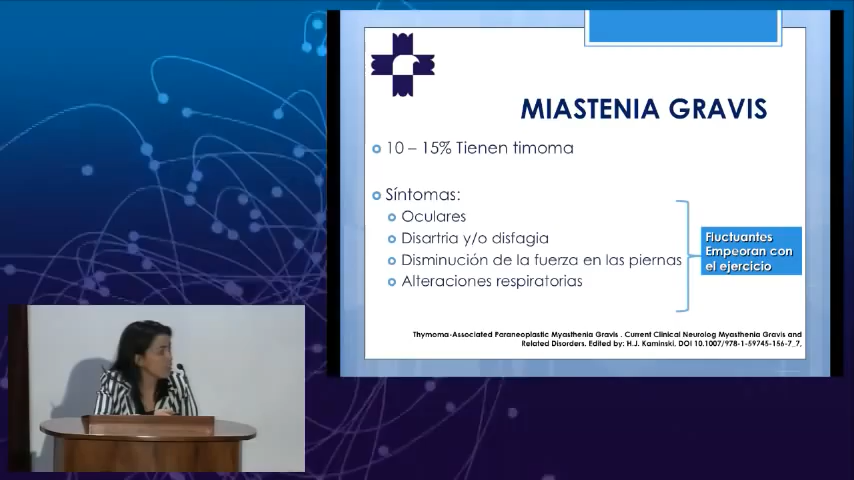 MIASTENIA GRAVIS
10 – 15% Tienen timoma
Síntomas:
Oculares
Disartria y/o disfagia
Disminución de la fuerza en las piernas
Alteraciones respiratorias
Fluctuantes
Empeoran con
el ejercicio
Thymoma-Associated Paraneoplastic Myasthenia Gravis . Current Clinical Neurolog Myasthenia Gravis and
Related Disorders. Edited by: H.J. Kaminski. DOI 10.1007/978-1-59745-156-7_7,